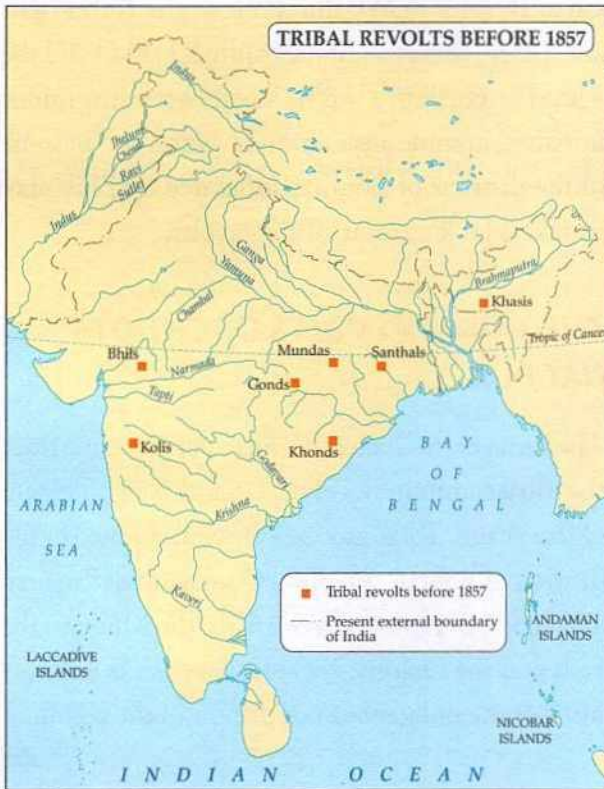 TRIBAL REVOLTS BEFORE 1857
Indus
Jhelum
Chenab
Ravi
Sutlej
Indus
Ganga
Yamuna
Brahmaputra
Khasis
Chambal
Tropic of Cancer
Bhils
Mundas
Santhals
Narmada
Gonds
Tapti
Kolis
Khonds
Godavari
BAY
OF
BENGAL
ARABIAN
SEA
Krishna
Kaveri
Tribal revolts before 1857
Present external boundary
of India
ANDAMAN
ISLANDS
LACCADIVE
ISLANDS
NICOBAR
ISLANDS
INDIAN OCEAN